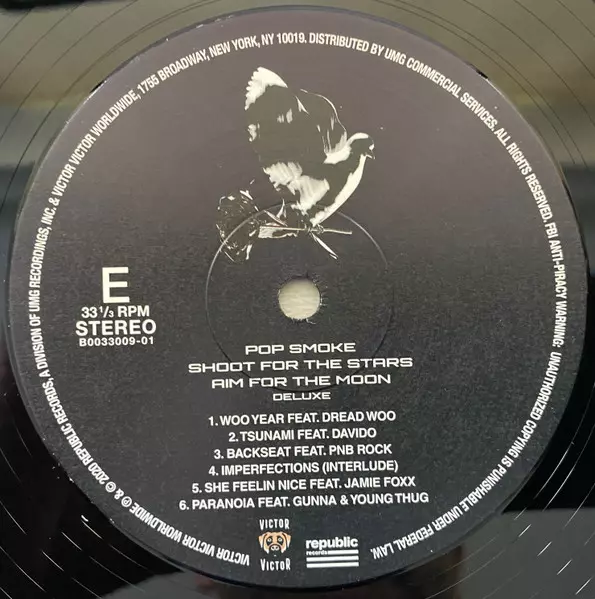 VICTOR VICTOR WORLDWIDE ℗ & © 2020 REPUBLIC RECORDS, A DIVISION OF UMG RECORDINGS, INC. & VICTOR VICTOR WORLDWIDE, 1755 BROADWAY, NEW YORK, NY 10019. DISTRIBUTED BY UMG COMMERCIAL SERVICES. ALL RIGHTS RESERVED. FBI ANTI-PIRACY WARNING: UNAUTHORIZED COPYING IS PUNISHABLE UNDER FEDERAL LAW.
E
33 1/3 RPM
STEREO
B0033009-01
POP SMOKE
SHOOT FOR THE STARS
AIM FOR THE MOON
DELUXE
1. WOO YEAR FEAT. DREAD WOO
2. TSUNAMI FEAT. DAVIDO
3. BACKSEAT FEAT. PNB ROCK
4. IMPERFECTIONS (INTERLUDE)
5. SHE FEELIN NICE FEAT. JAMIE FOXX
6. PARANOIA FEAT. GUNNA & YOUNG THUG
VICTOR
VICTOR
republic
records